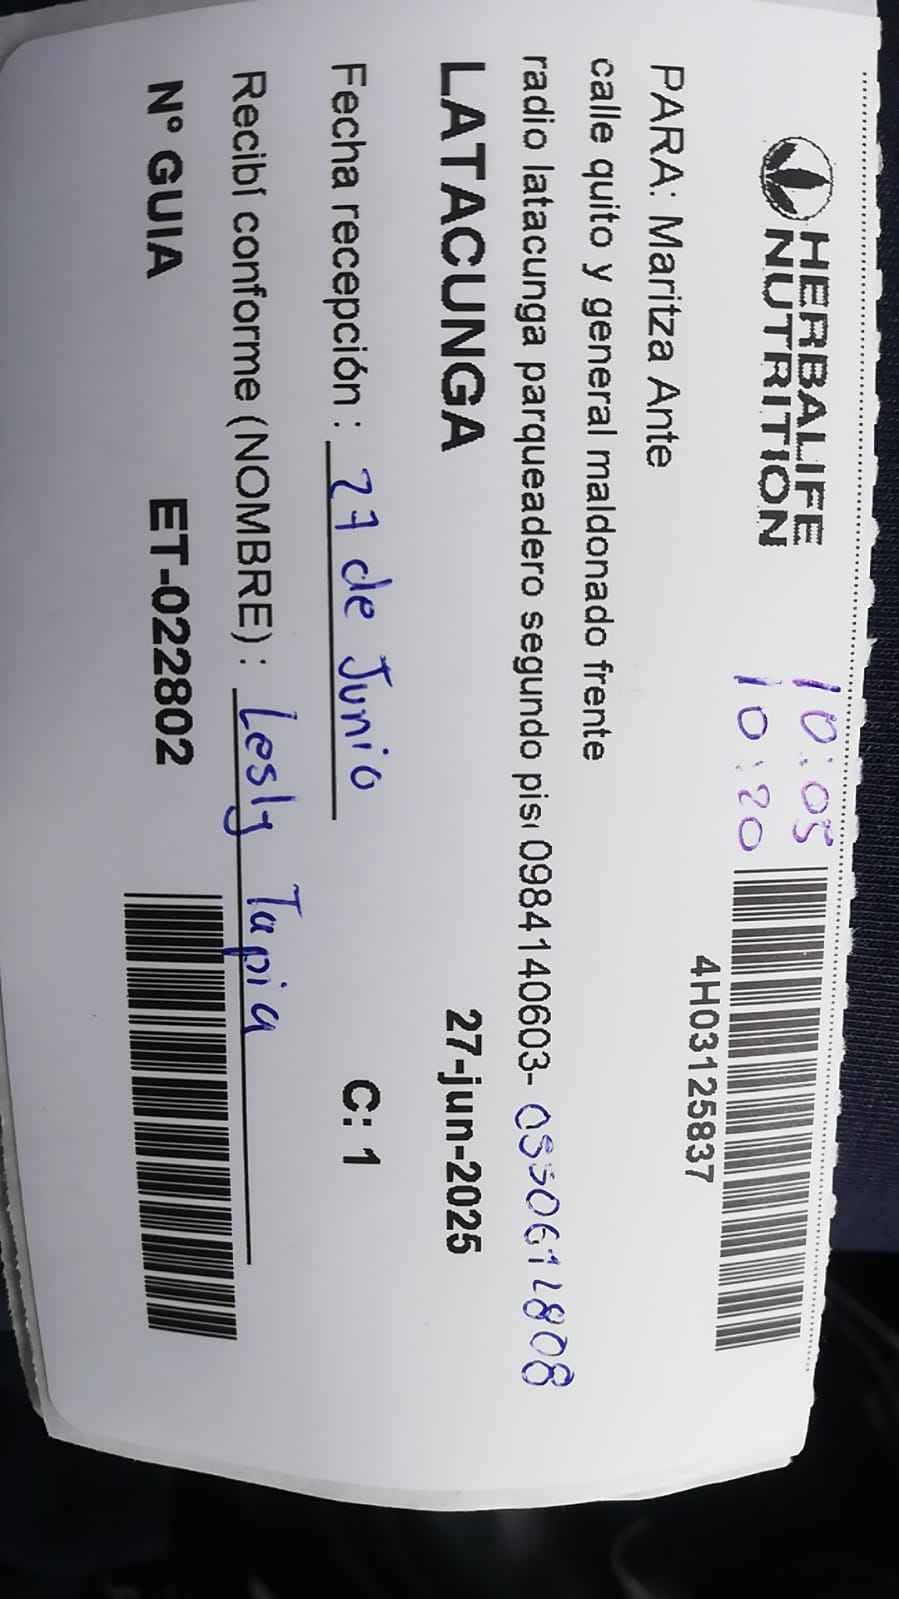 HERBALIFE
NUTRITION
10:05
10:20
4H03125837
PARA: Maritza Ante
calle quito y general maldonado frente
radio latacunga parqueadero segundo pis 0984140603-
LATACUNGA 27-jun-2025
Fecha recepción : 27 de Junio C: 1
Recibí conforme (NOMBRE) : Lesly Tapia
N° GUIA ET-022802